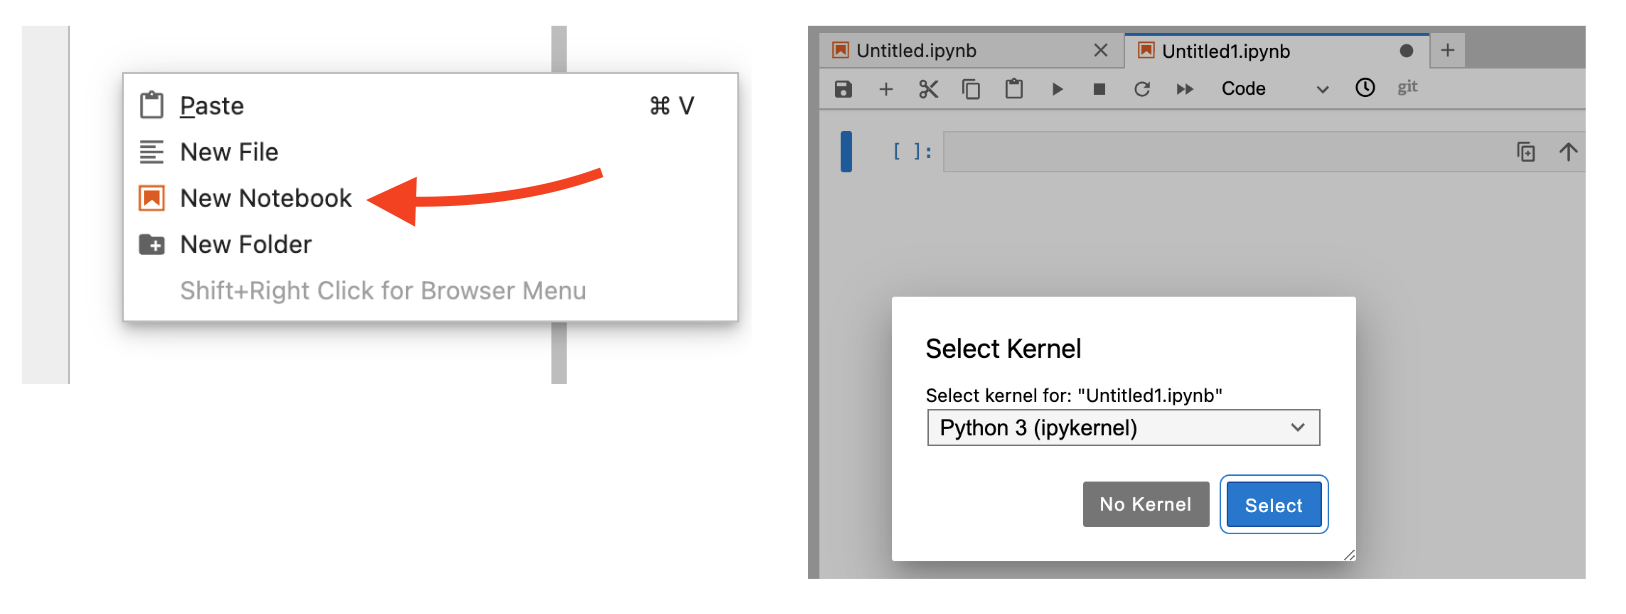 Paste ⌘ V
New File
New Notebook
New Folder
Shift+Right Click for Browser Menu
Untitled.ipynb Untitled1.ipynb
Code git
[ ]:
Select Kernel
Select kernel for: "Untitled1.ipynb"
Python 3 (ipykernel)
No Kernel Select